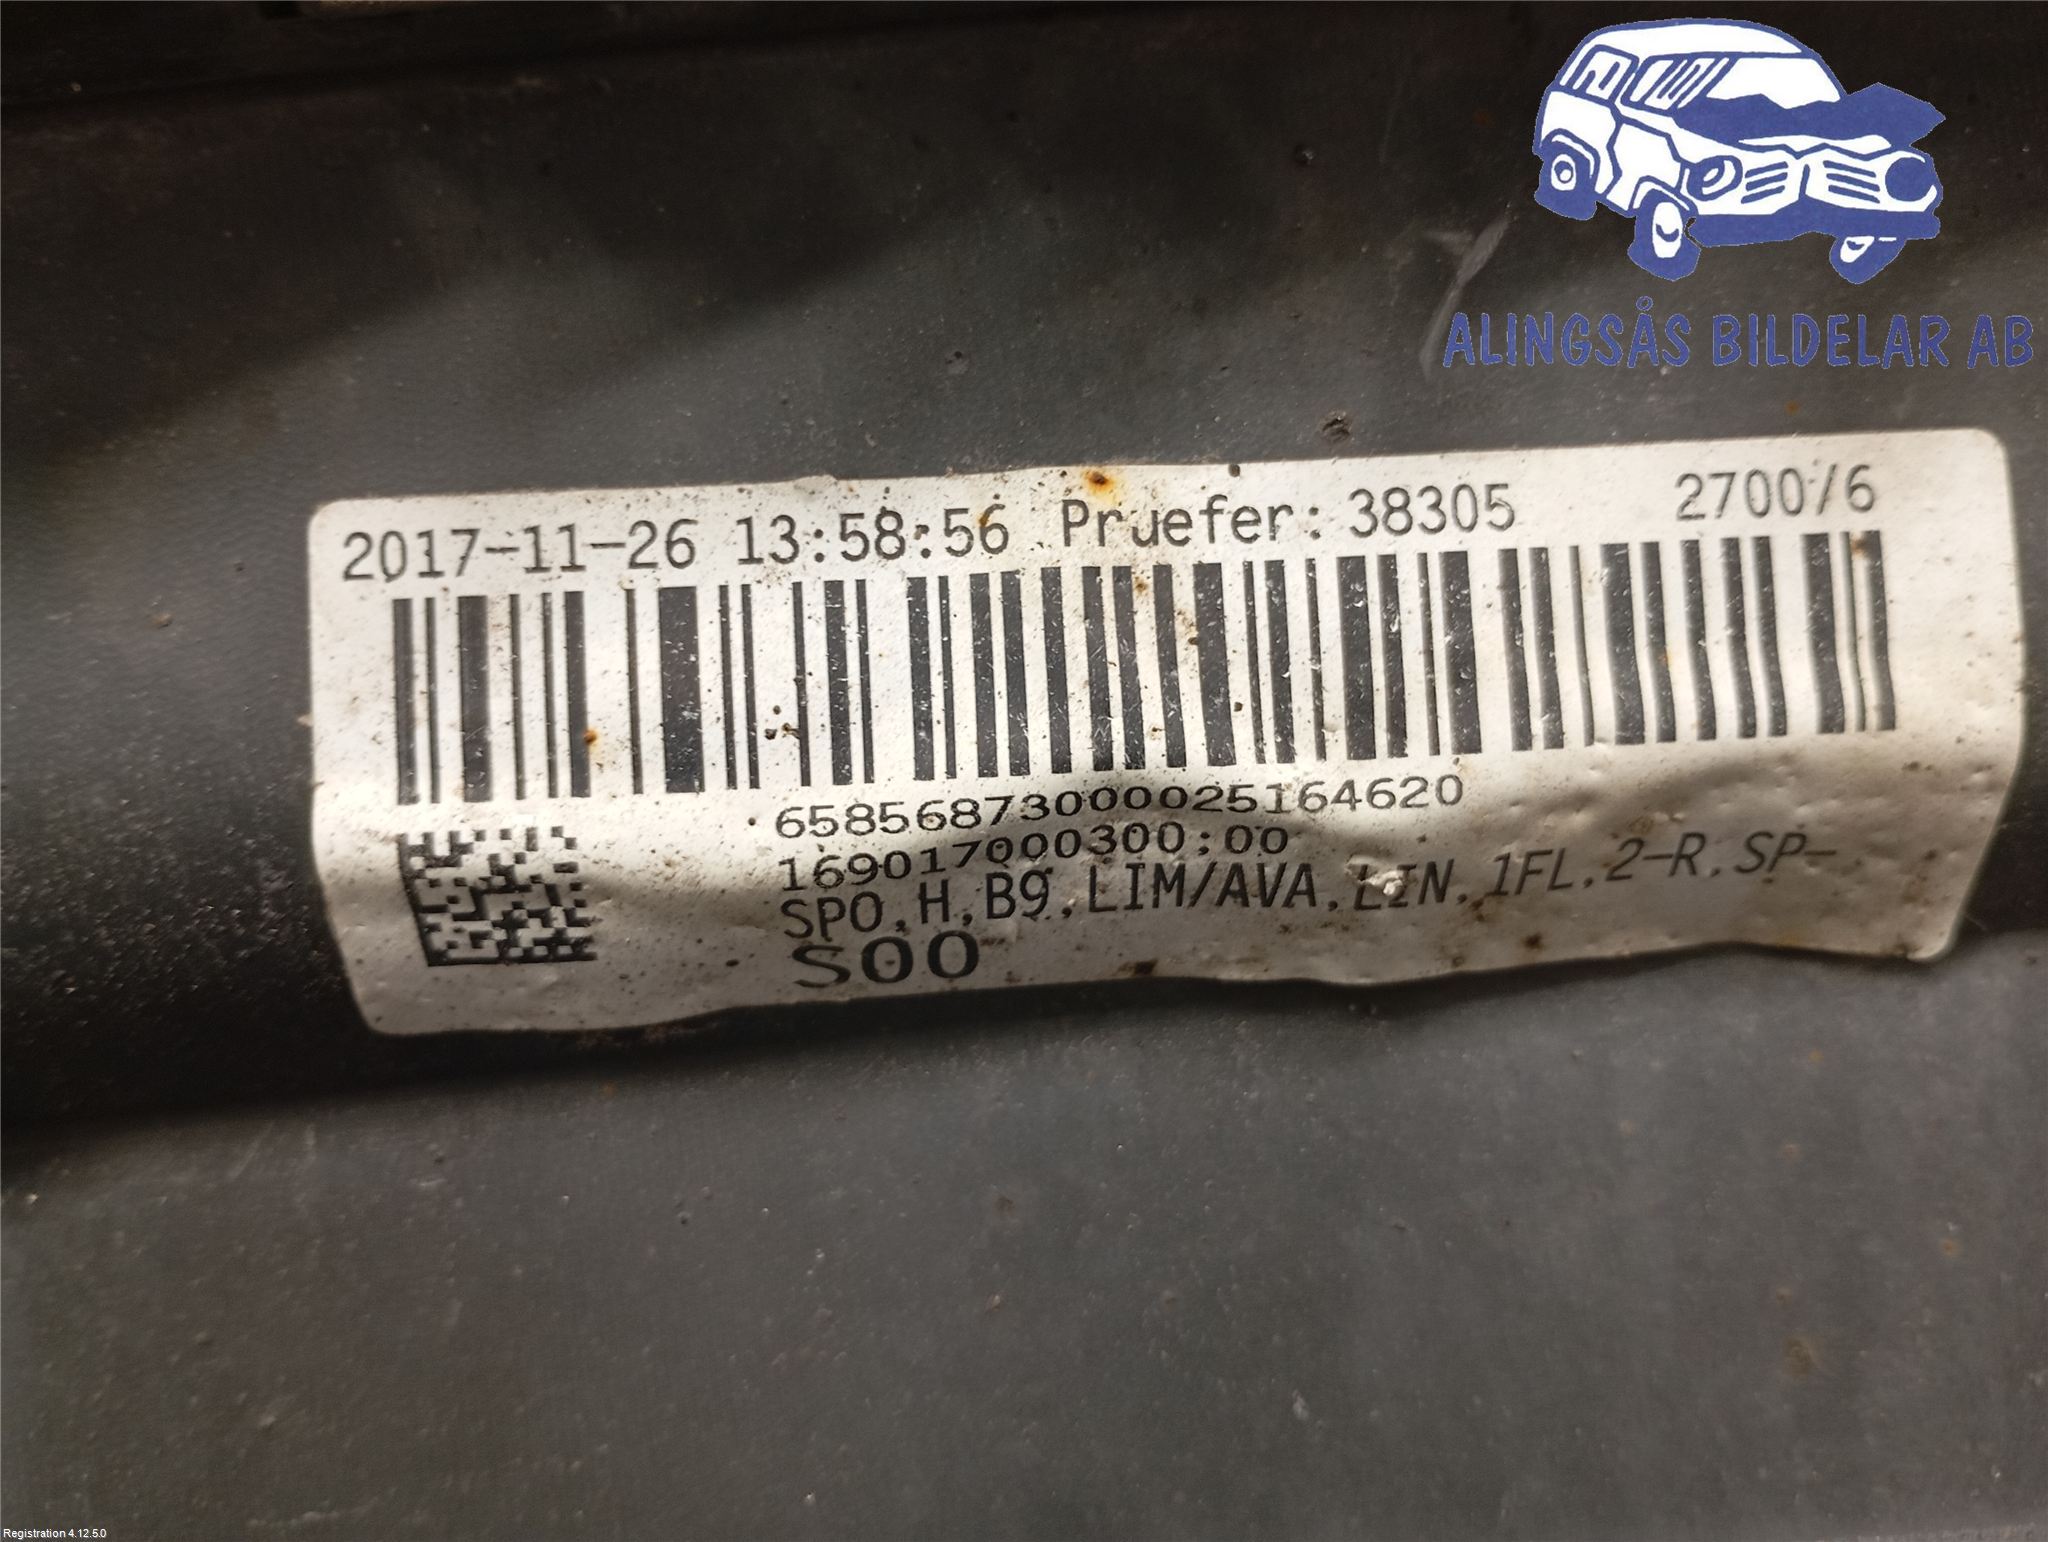 ALINGSÅS BILDELAR AB
2017-11-26 13:58:56 Pruefer: 38305 2700/6
65856873000025164620
169017000300:00
SPO,H,B9,LIM/AVA,LIN,1FL,2-R,SP-
S00
Registration 4.12.5.0